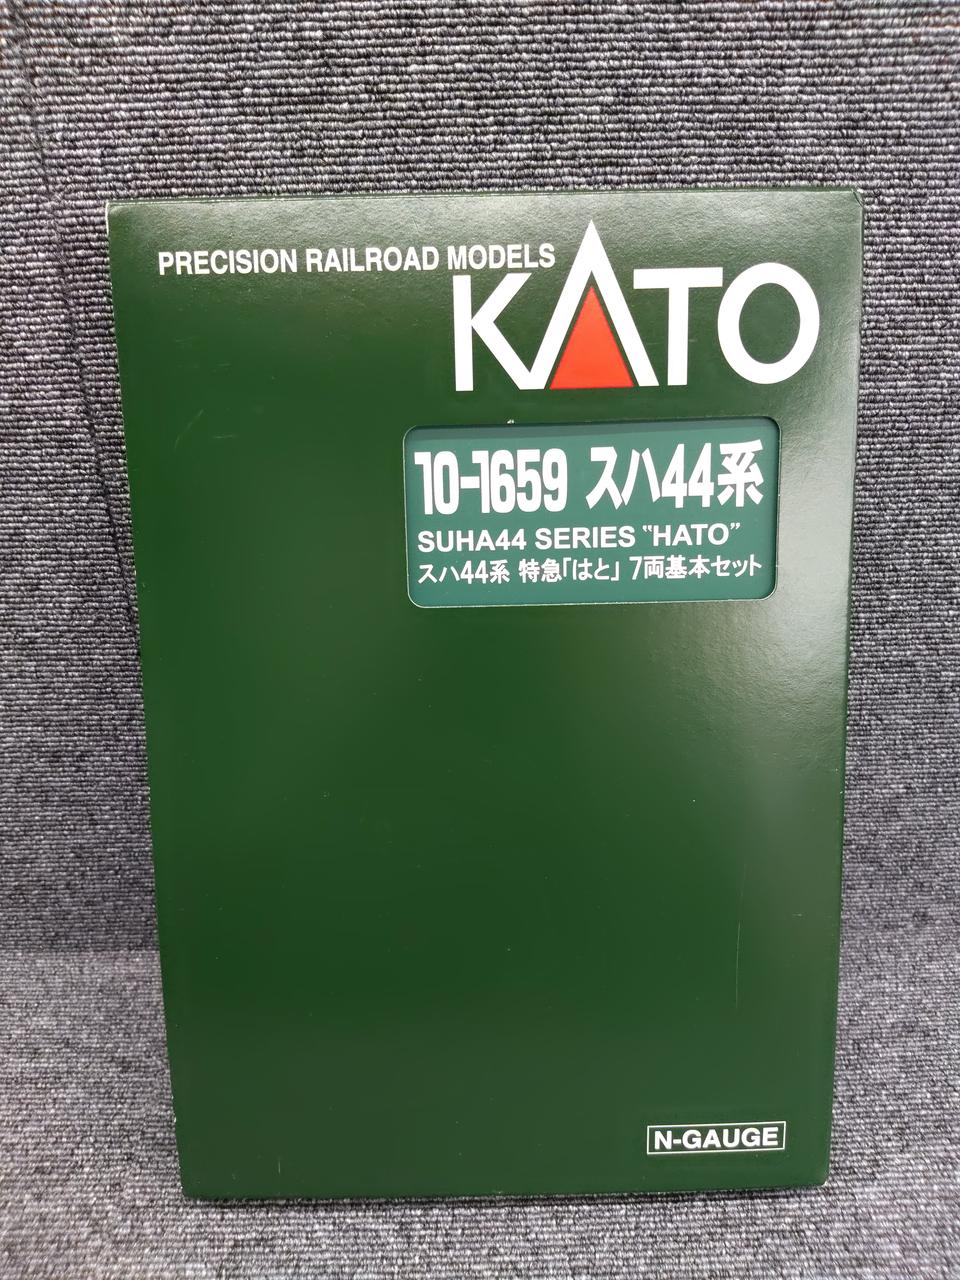 PRECISION RAILROAD MODELS
KATO
10-1659 スハ44系
SUHA44 SERIES "HATO"
スハ44系 特急「はと」 7両基本セット
N-GAUGE